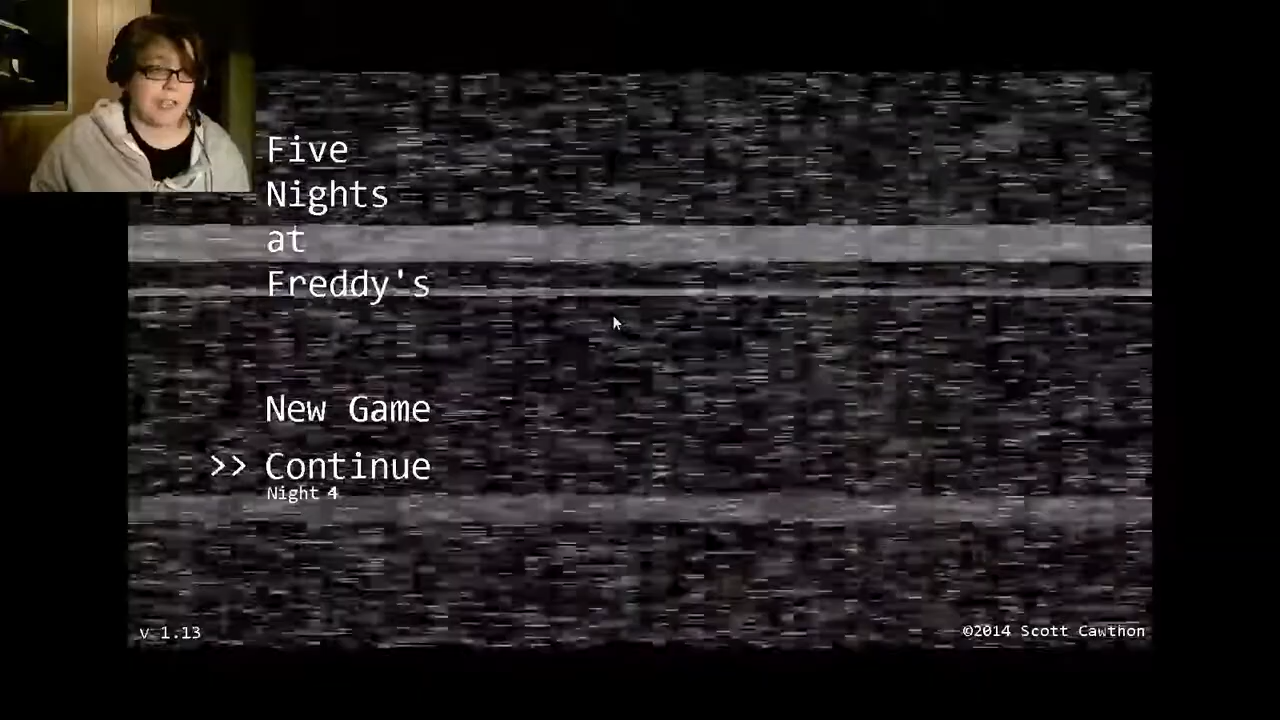 Five
Nights
at
Freddy's
New Game
>> Continue
Night 4
v 1.13
©2014 Scott Cawthon